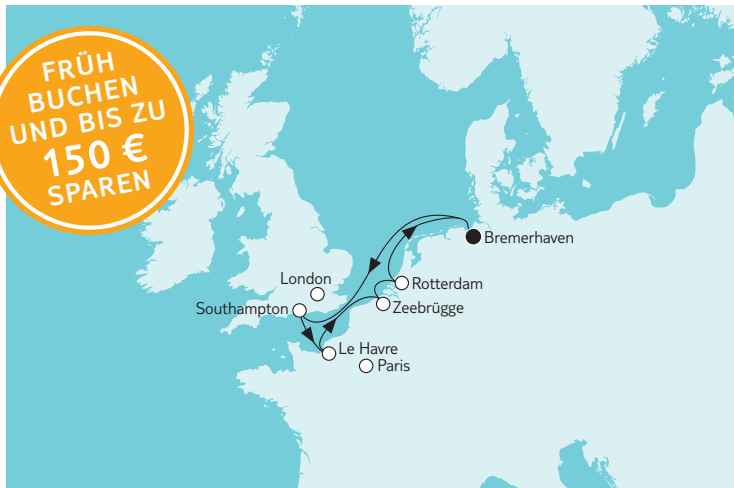 FRÜH
BUCHEN
UND BIS ZU
150 €
SPAREN
Bremerhaven
London
Rotterdam
Southampton
Zeebrügge
Le Havre
Paris